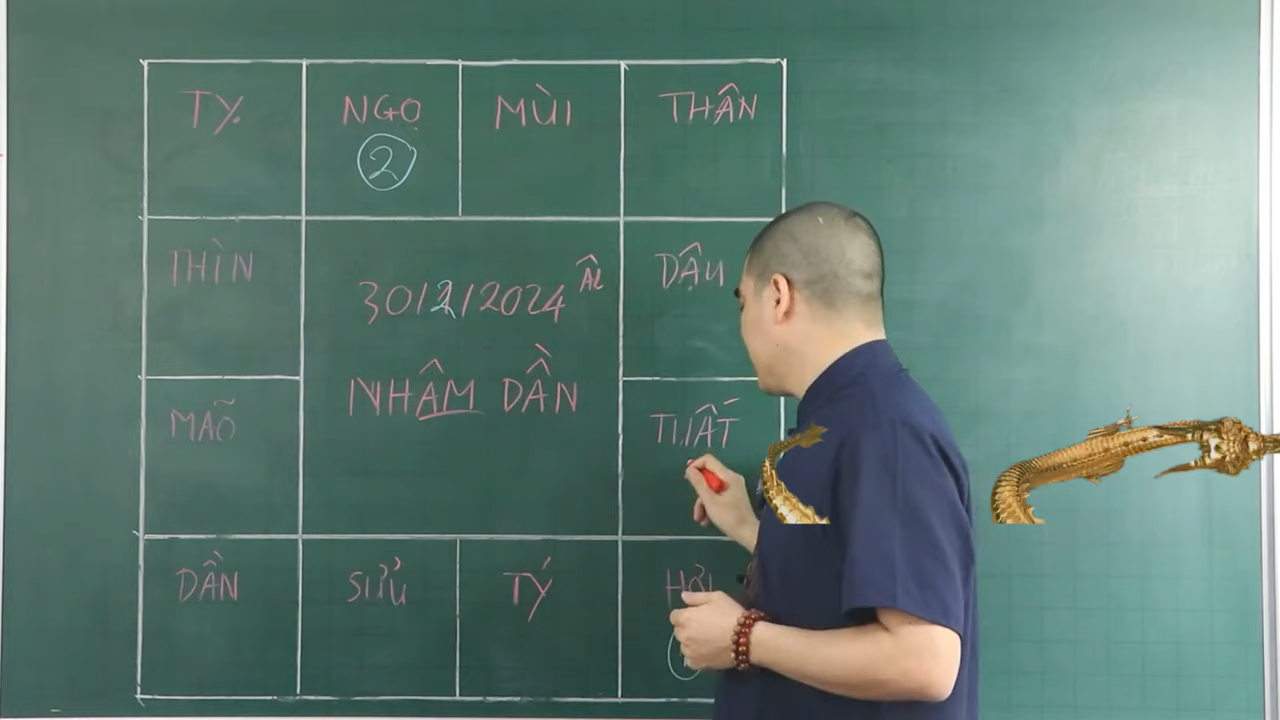 TỴ NGỌ MÙI THÂN
②
THÌN DẬU
30/2/2024 ÂL
NHÂM DẦN
MÃO TUẤT
DẦN SỬU TÝ HỢI